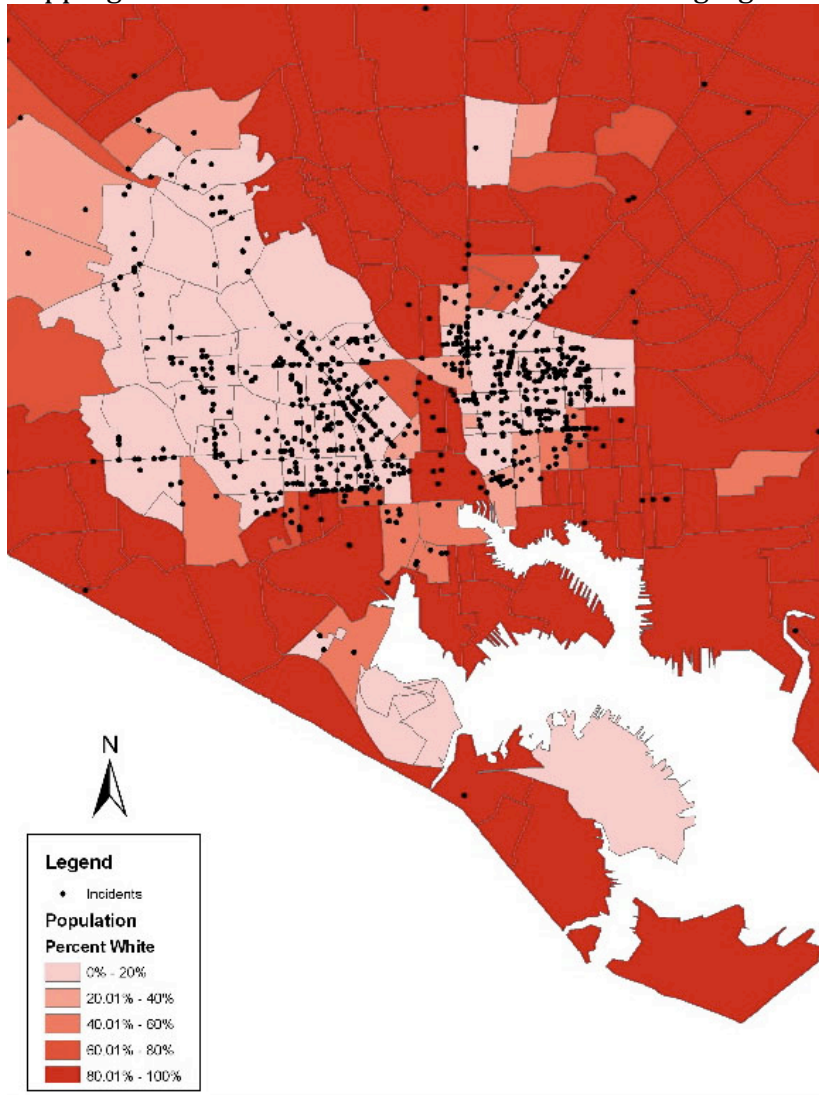 N
Legend
Incidents
Population
Percent White
0% - 20%
20.01% - 40%
40.01% - 60%
60.01% - 80%
80.01% - 100%